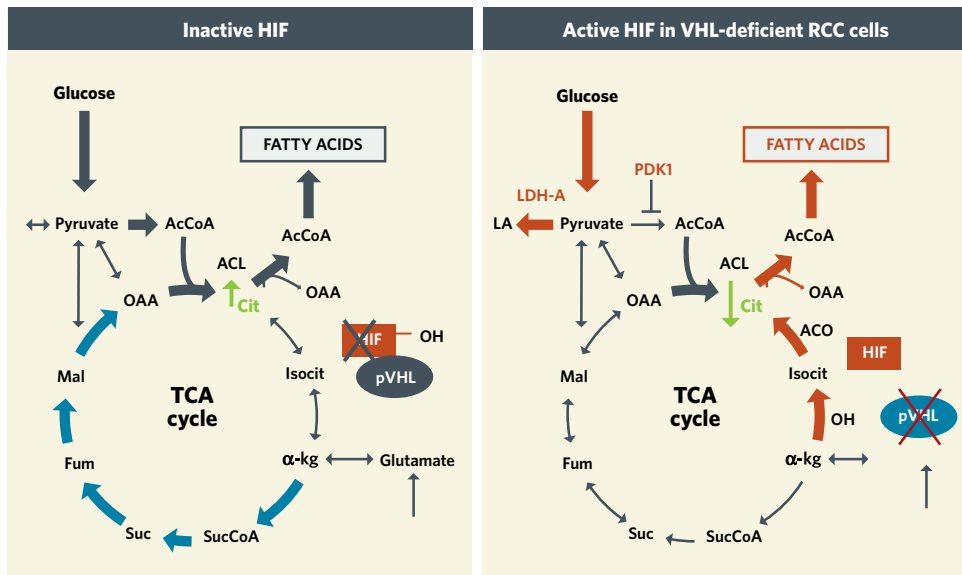 Inactive HIF
Glucose
FATTY ACIDS
Pyruvate
AcCoA
AcCoA
ACL
OAA
Cit
OAA
HIF
OH
pVHL
Mal
Isocit
TCA
cycle
Fum
α-kg
Glutamate
Suc
SucCoA
Active HIF in VHL-deficient RCC cells
Glucose
FATTY ACIDS
PDK1
LDH-A
LA
Pyruvate
AcCoA
AcCoA
ACL
OAA
Cit
OAA
ACO
HIF
Mal
Isocit
TCA
cycle
OH
pVHL
Fum
α-kg
Suc
SucCoA